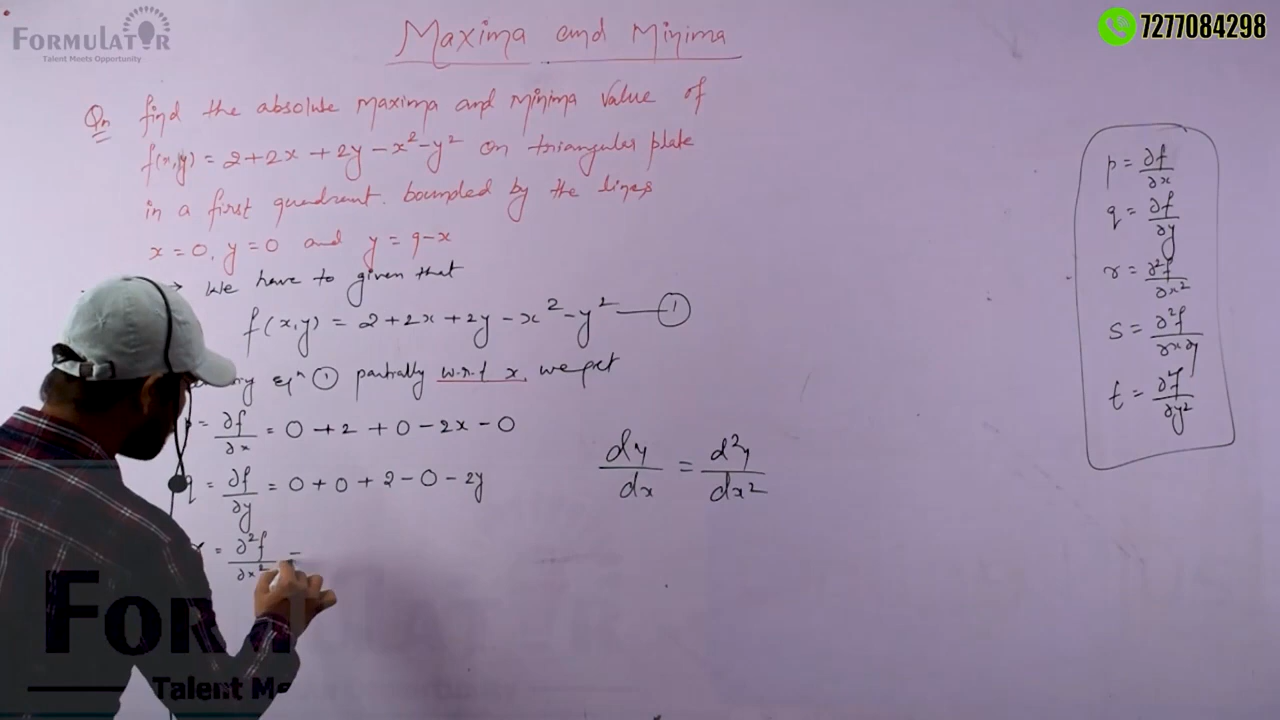 FORMULATOR
Talent Meets Opportunity
7277084298
Maxima and Minima
Qn find the absolute Maxima and Minima value of
f(x,y) = 2+2x+2y-x²-y² on triangular plate
in a first quadrant. bounded by the lines
x=0, y=0 and y=9-x
→ We have to given that
f(x,y) = 2+2x+2y-x²-y² ①
eqⁿ ① partially w.r.t x, we get
= ∂f/∂x = 0+2+0-2x-0
q = ∂f/∂y = 0+0+2-0-2y
= ∂²f/∂x² =
dy/dx = d²y/dx²
p = ∂f/∂x
q = ∂f/∂y
r = ∂²f/∂x²
s = ∂²f/∂x∂y
t = ∂²f/∂y²
FOR
Talent Me